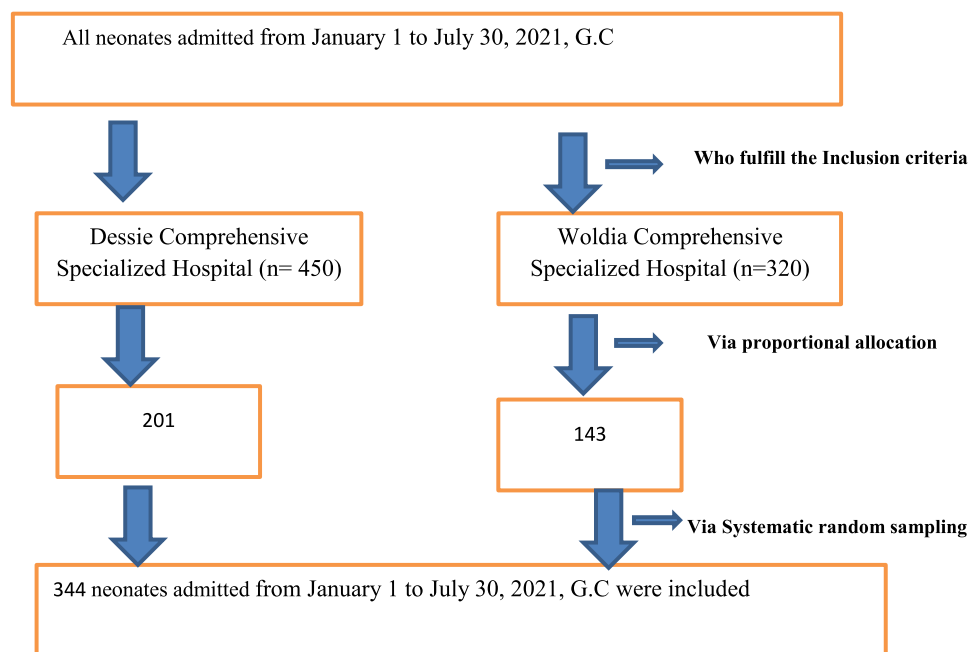 All neonates admitted from January 1 to July 30, 2021, G.C
Who fulfill the Inclusion criteria
Dessie Comprehensive
Specialized Hospital (n= 450)
Woldia Comprehensive
Specialized Hospital (n=320)
Via proportional allocation
201
143
Via Systematic random sampling
344 neonates admitted from January 1 to July 30, 2021, G.C were included